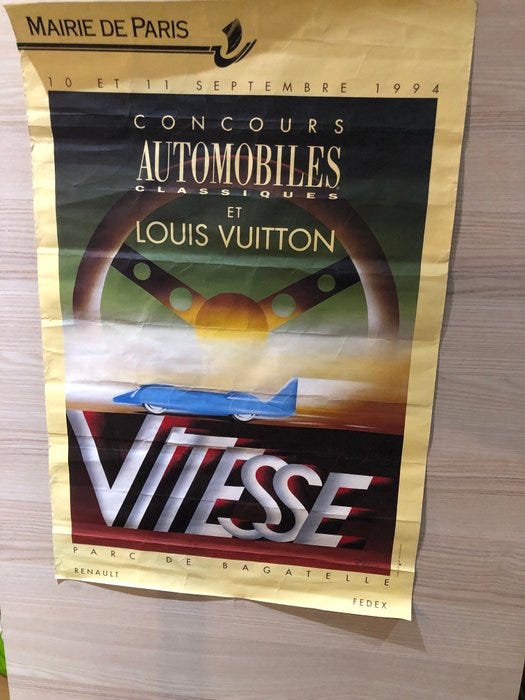 MAIRIE DE PARIS
10 ET 11 SEPTEMBRE 1994
CONCOURS
AUTOMOBILES
CLASSIQUES
ET
LOUIS VUITTON
VITESSE
PARC DE BAGATELLE
RENAULT
FEDEX